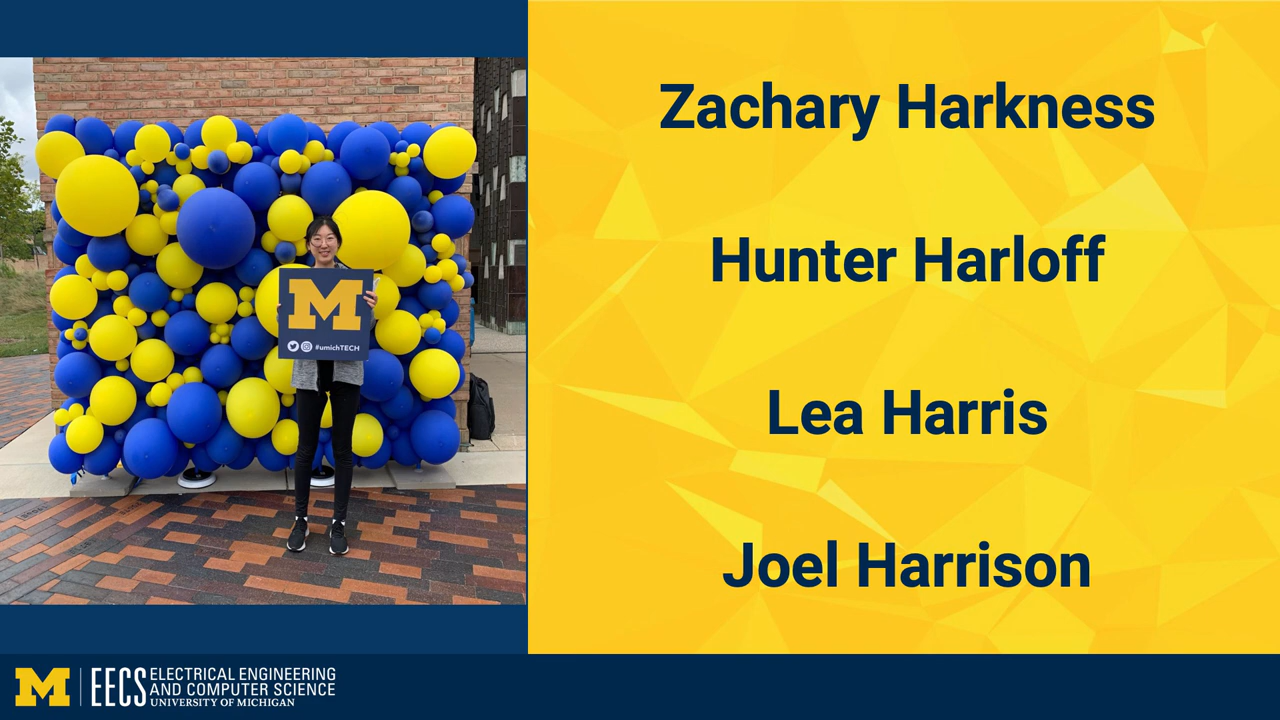 M
#umichTECH
Zachary Harkness
Hunter Harloff
Lea Harris
Joel Harrison
M
EECS
ELECTRICAL ENGINEERING
AND COMPUTER SCIENCE
UNIVERSITY OF MICHIGAN